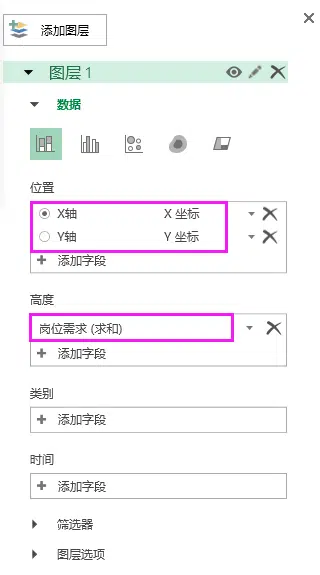 添加图层
图层 1
数据
位置
X轴 X 坐标
Y轴 Y 坐标
添加字段
高度
岗位需求 (求和)
添加字段
类别
添加字段
时间
添加字段
筛选器
图层选项